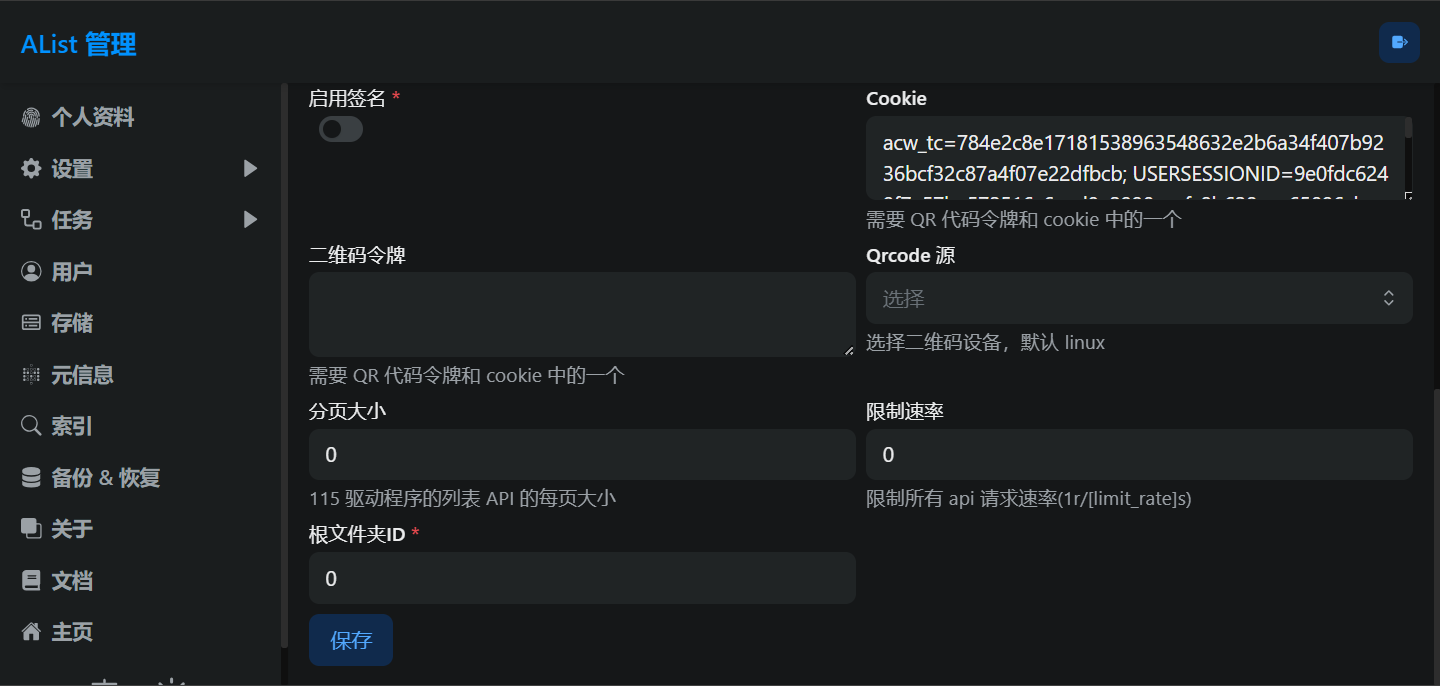 AList 管理
个人资料
设置
任务
用户
存储
元信息
索引
备份 & 恢复
关于
文档
主页
启用签名 *
Cookie
acw_tc=784e2c8e17181538963548632e2b6a34f407b92
36bcf32c87a4f07e22dfbcb; USERSESSIONID=9e0fdc624
需要 QR 代码令牌和 cookie 中的一个
二维码令牌
需要 QR 代码令牌和 cookie 中的一个
Qrcode 源
选择
选择二维码设备，默认 linux
分页大小
0
115 驱动程序的列表 API 的每页大小
限制速率
0
限制所有 api 请求速率(1r/[limit_rate]s)
根文件夹ID *
0
保存